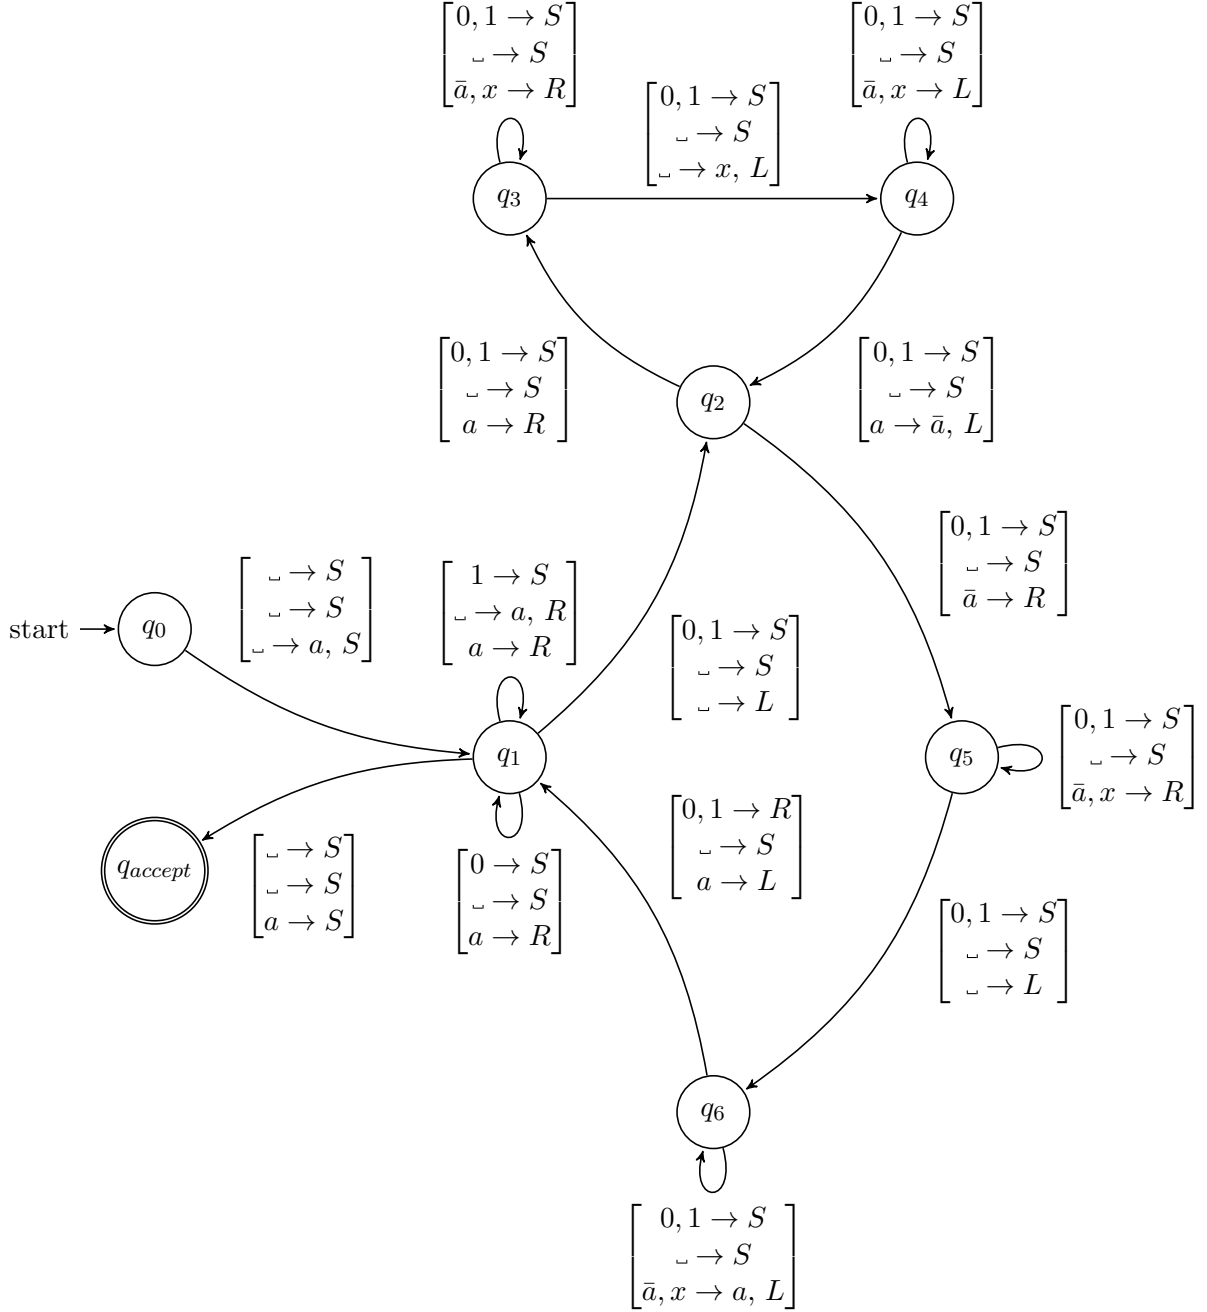 0, 1 → S
␣ → S
ā, x → R
0, 1 → S
␣ → S
ā, x → L
0, 1 → S
␣ → S
␣ → x, L
q3
q4
0, 1 → S
␣ → S
a → R
0, 1 → S
␣ → S
a → ā, L
q2
0, 1 → S
␣ → S
ā → R
␣ → S
␣ → S
␣ → a, S
1 → S
␣ → a, R
a → R
0, 1 → S
␣ → S
␣ → L
start
q0
q1
q5
0, 1 → S
␣ → S
ā, x → R
qaccept
␣ → S
␣ → S
a → S
0 → S
␣ → S
a → R
0, 1 → R
␣ → S
a → L
0, 1 → S
␣ → S
␣ → L
q6
0, 1 → S
␣ → S
ā, x → a, L